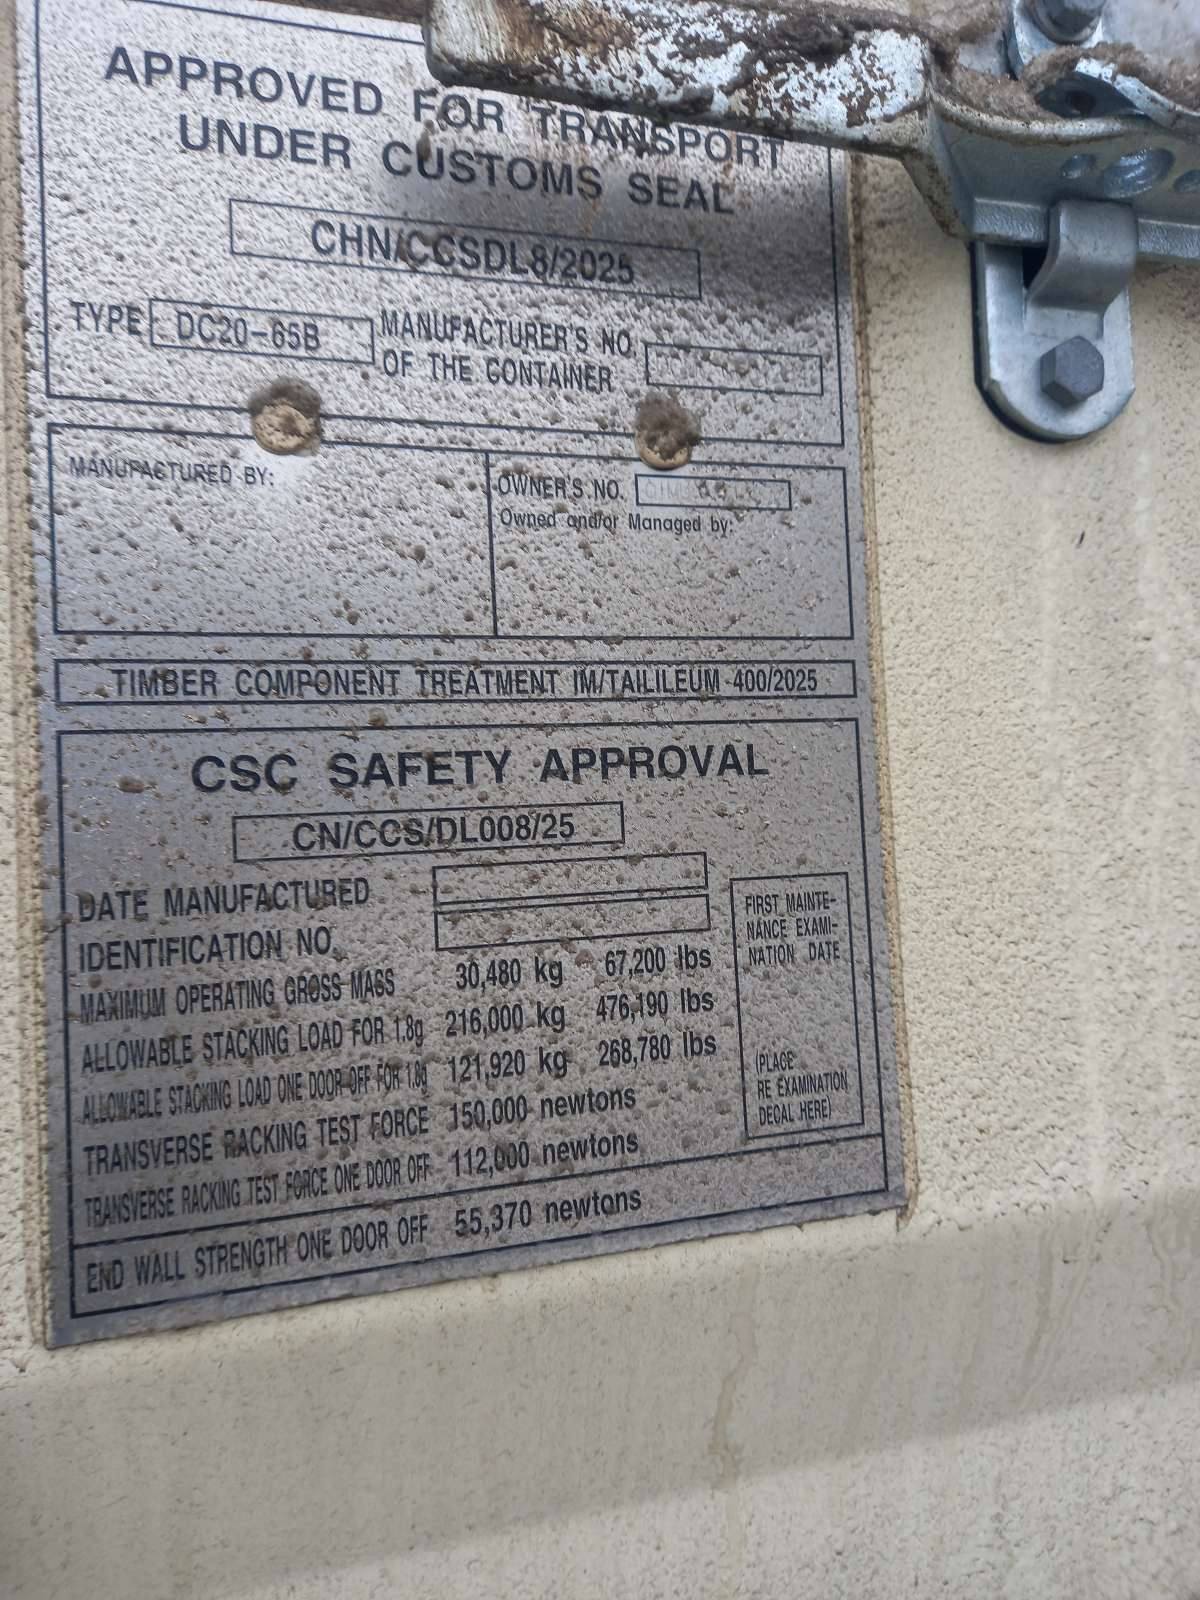 APPROVED FOR TRANSPORT
UNDER CUSTOMS SEAL
CHN/CCSDL8/2025
TYPE DC20-65B MANUFACTURER'S NO.
OF THE CONTAINER
MANUFACTURED BY:
OWNER'S NO.
Owned and/or Managed by:
TIMBER COMPONENT TREATMENT IM/TAILILEUM 400/2025
CSC SAFETY APPROVAL
CN/CCS/DL008/25
DATE MANUFACTURED
IDENTIFICATION NO.
MAXIMUM OPERATING GROSS MASS 30,480 kg 67,200 lbs
ALLOWABLE STACKING LOAD FOR 1.8g 216,000 kg 476,190 lbs
ALLOWABLE STACKING LOAD ONE DOOR OFF FOR 1.8g 121,920 kg 268,780 lbs
TRANSVERSE RACKING TEST FORCE 150,000 newtons
TRANSVERSE RACKING TEST FORCE ONE DOOR OFF 112,000 newtons
END WALL STRENGTH ONE DOOR OFF 55,370 newtons
FIRST MAINTE-
NANCE EXAMI-
NATION DATE
(PLACE
RE EXAMINATION
DECAL HERE)